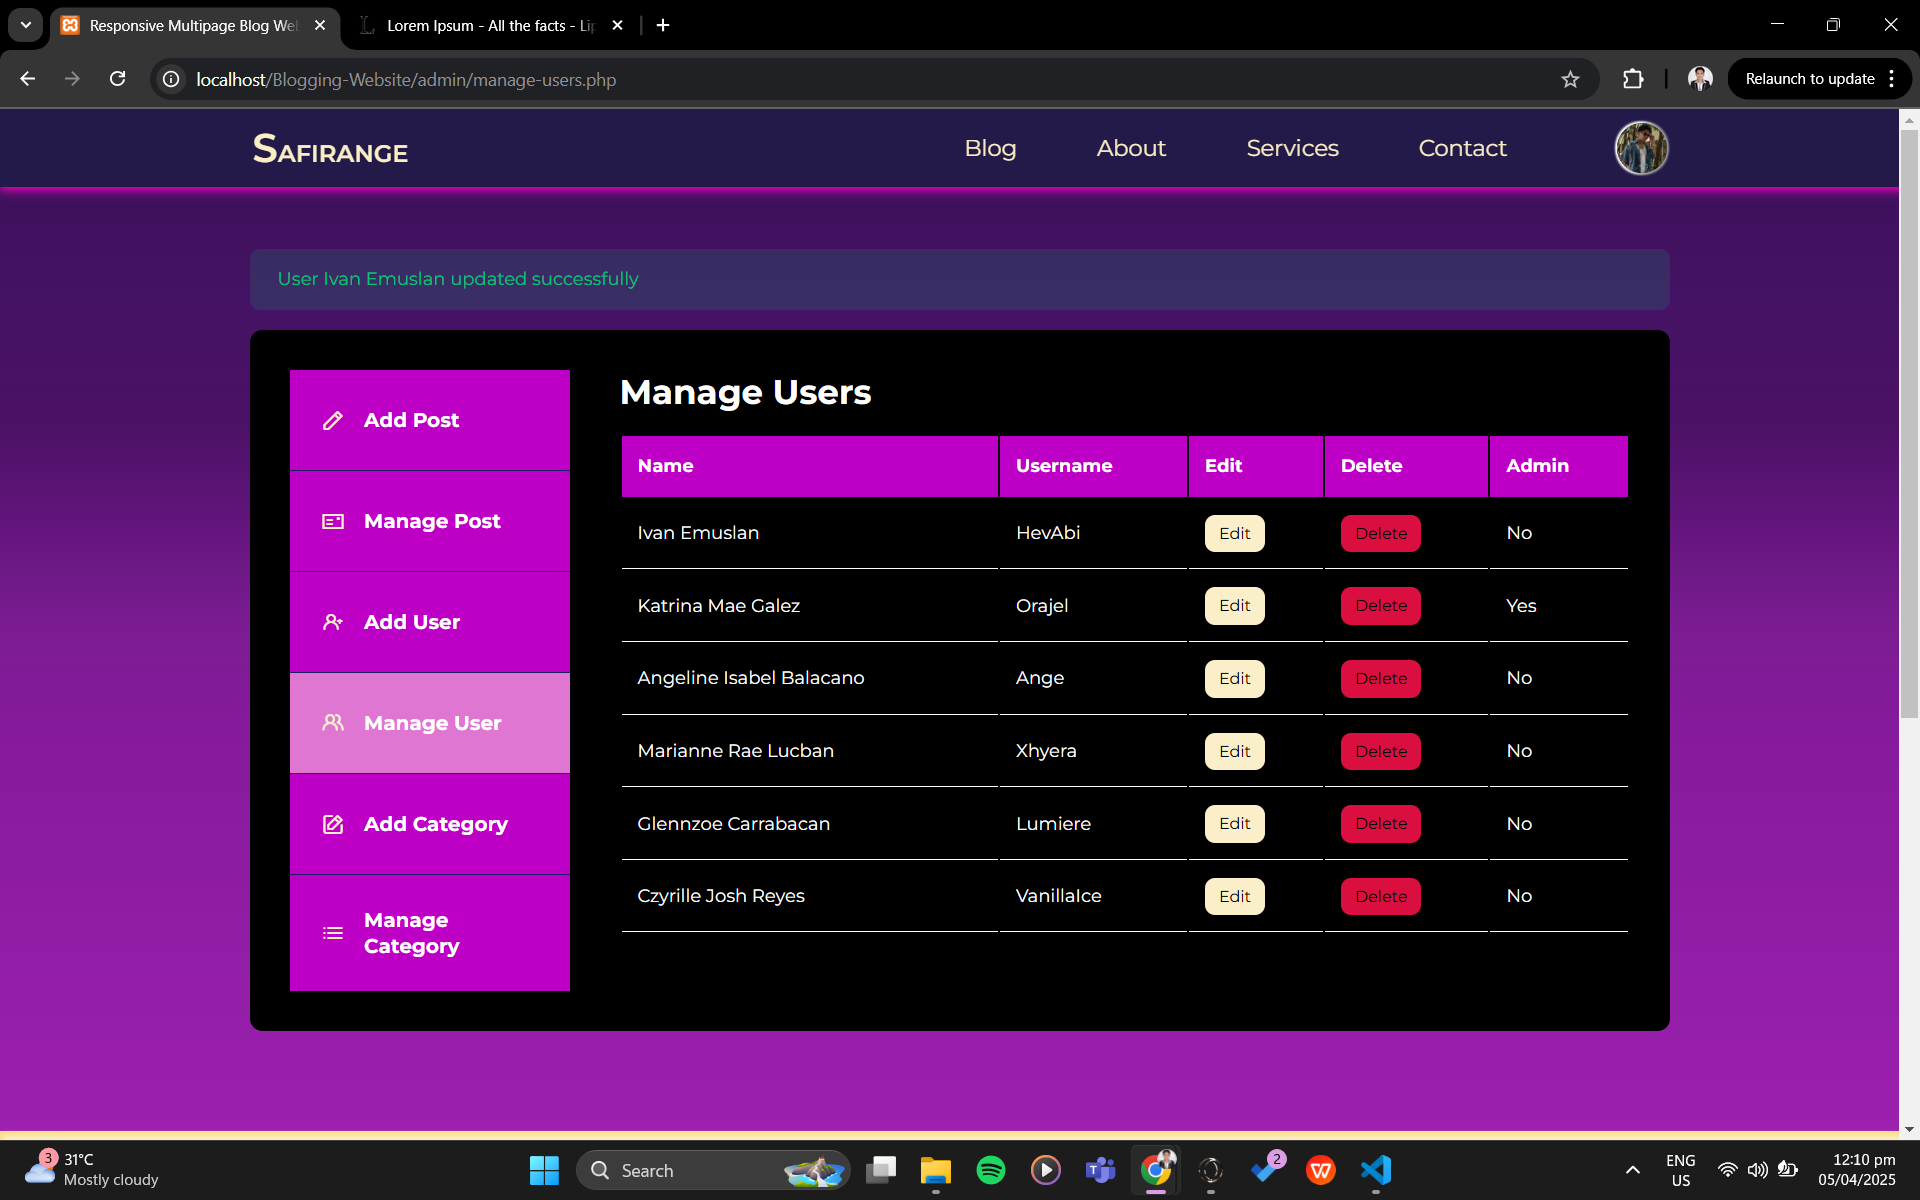 Responsive Multipage Blog Wel
Lorem Ipsum - All the facts - Lip
localhost/Blogging-Website/admin/manage-users.php
Relaunch to update
SAFIRANGE
Blog
About
Services
Contact
User Ivan Emuslan updated successfully
Add Post
Manage Post
Add User
Manage User
Add Category
Manage
Category
Manage Users
Name Username Edit Delete Admin
Ivan Emuslan HevAbi Edit Delete No
Katrina Mae Galez Orajel Edit Delete Yes
Angeline Isabel Balacano Ange Edit Delete No
Marianne Rae Lucban Xhyera Edit Delete No
Glennzoe Carrabacan Lumiere Edit Delete No
Czyrille Josh Reyes VanillaIce Edit Delete No
3
31°C
Mostly cloudy
Search
2
ENG
US
12:10 pm
05/04/2025